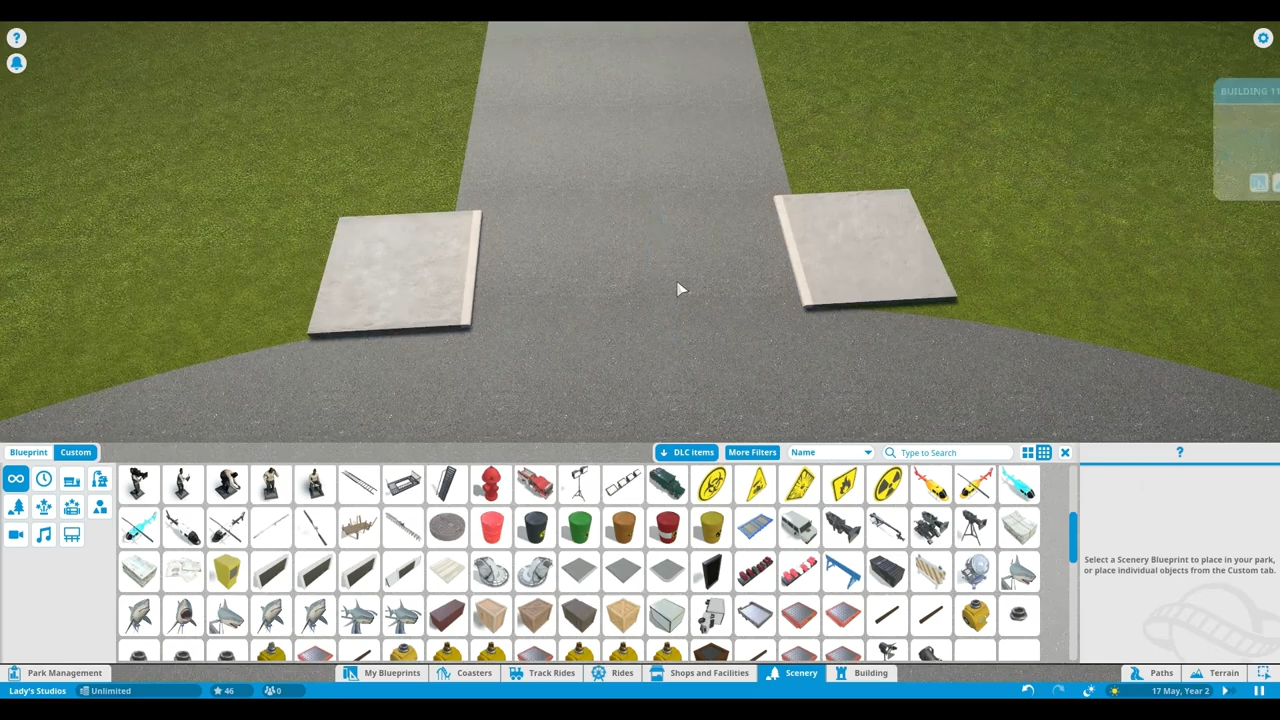 ?
BUILDING 11
Blueprint
Custom
DLC items
More Filters
Name
Type to Search
?
Select a Scenery Blueprint to place in your park,
or place individual objects from the Custom tab.
Park Management
My Blueprints
Coasters
Track Rides
Rides
Shops and Facilities
Scenery
Building
Paths
Terrain
Lady's Studios
Unlimited
46
0
17 May, Year 2